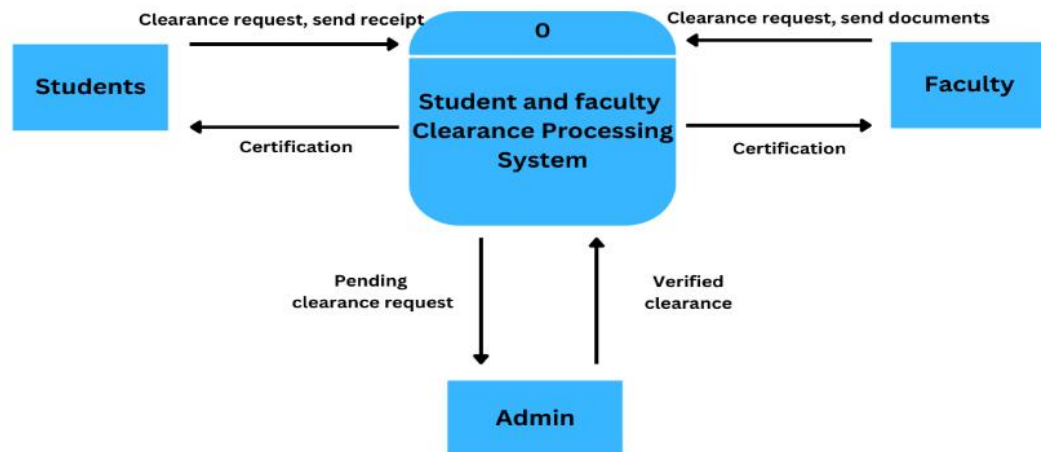 Clearance request, send receipt
0
Clearance request, send documents
Students
Student and faculty
Clearance Processing
System
Faculty
Certification
Certification
Pending
clearance request
Verified
clearance
Admin